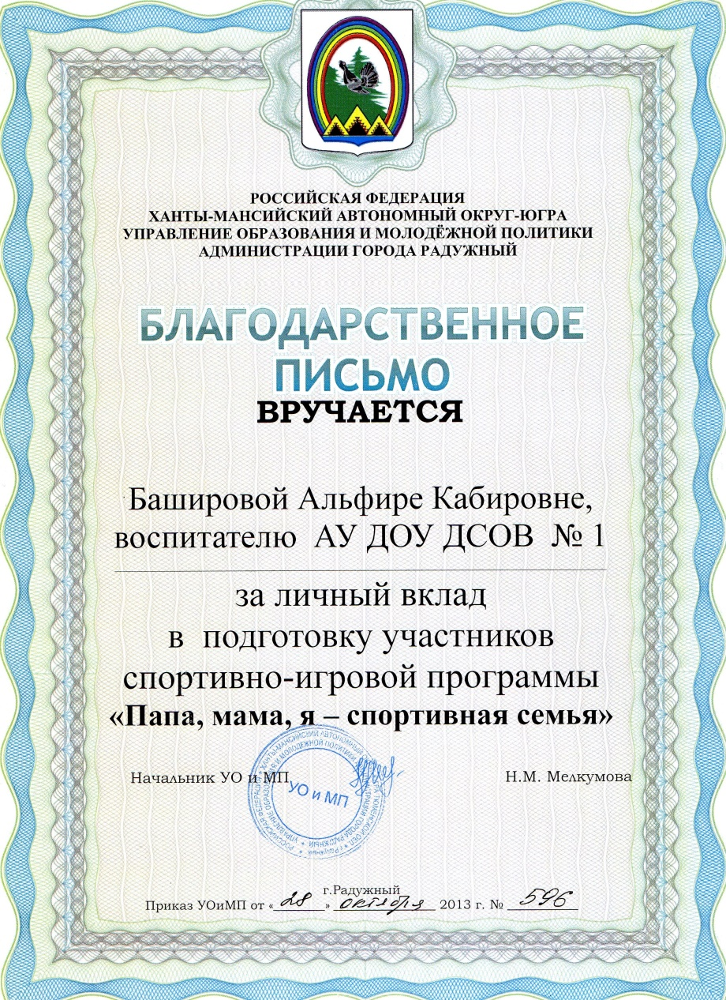 РОССИЙСКАЯ ФЕДЕРАЦИЯ
ХАНТЫ-МАНСИЙСКИЙ АВТОНОМНЫЙ ОКРУГ-ЮГРА
УПРАВЛЕНИЕ ОБРАЗОВАНИЯ И МОЛОДЁЖНОЙ ПОЛИТИКИ
АДМИНИСТРАЦИИ ГОРОДА РАДУЖНЫЙ
БЛАГОДАРСТВЕННОЕ
ПИСЬМО
ВРУЧАЕТСЯ
Башировой Альфире Кабировне,
воспитателю АУ ДОУ ДСОВ № 1
за личный вклад
в подготовку участников
спортивно-игровой программы
«Папа, мама, я – спортивная семья»
Начальник УО и МП
Н.М. Мелкумова
УО и МП
г.Радужный
Приказ УОиМП от «28» октября 2013 г. № 596